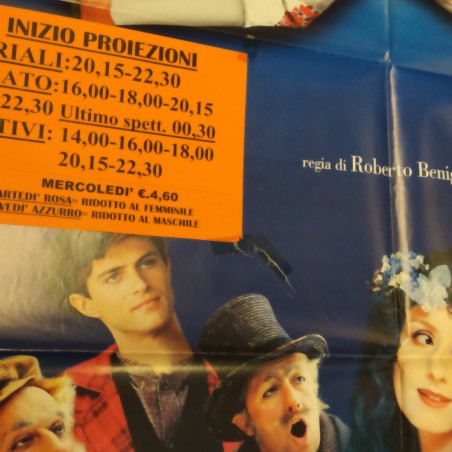 INIZIO PROIEZIONI
RIALI: 20,15-22,30
ATO: 16,00-18,00-20,15
22,30 Ultimo spett. 00,30
TIVI: 14,00-16,00-18,00
20,15-22,30
MERCOLEDI' €.4,60
ARTEDI' ROSA= RIDOTTO AL FEMMINILE
VEDI' AZZURRO= RIDOTTO AL MASCHILE
regia di Roberto Benig